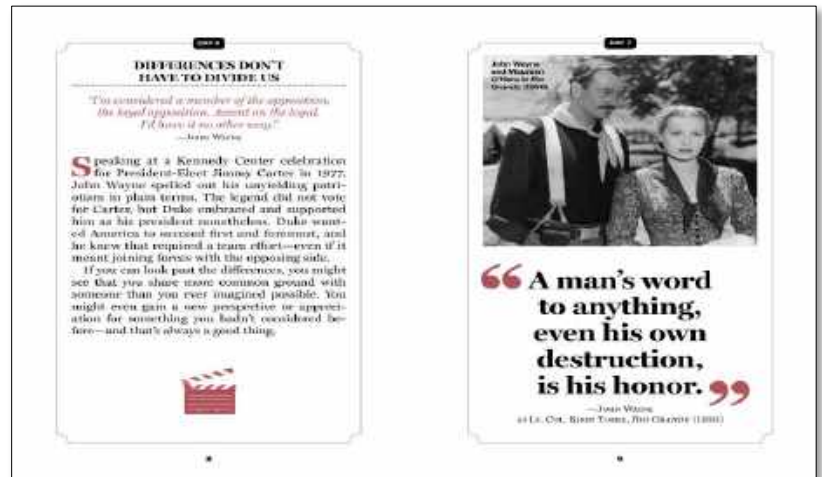 DAY 6
DIFFERENCES DON'T
HAVE TO DIVIDE US
"I'm considered a member of the opposition,
the loyal opposition. Accent on the loyal.
I'd have it no other way."
—JOHN WAYNE
Speaking at a Kennedy Center celebration
for President-Elect Jimmy Carter in 1977,
John Wayne spelled out his unyielding patri-
otism in plain terms. The legend did not vote
for Carter, but Duke embraced and supported
him as his president nonetheless. Duke want-
ed America to succeed first and foremost, and
he knew that required a team effort—even if it
meant joining forces with the opposing side.
If you can look past the differences, you might
see that you share more common ground with
someone than you ever imagined possible. You
might even gain a new perspective or appreci-
ation for something you hadn't considered be-
fore—and that's always a good thing.
8
DAY 7
John Wayne
and Maureen
O'Hara in Rio
Grande (1950)
“A man's word
to anything,
even his own
destruction,
is his honor.”
—JOHN WAYNE
AS LT. COL. KIRBY YORKE, RIO GRANDE (1950)
9